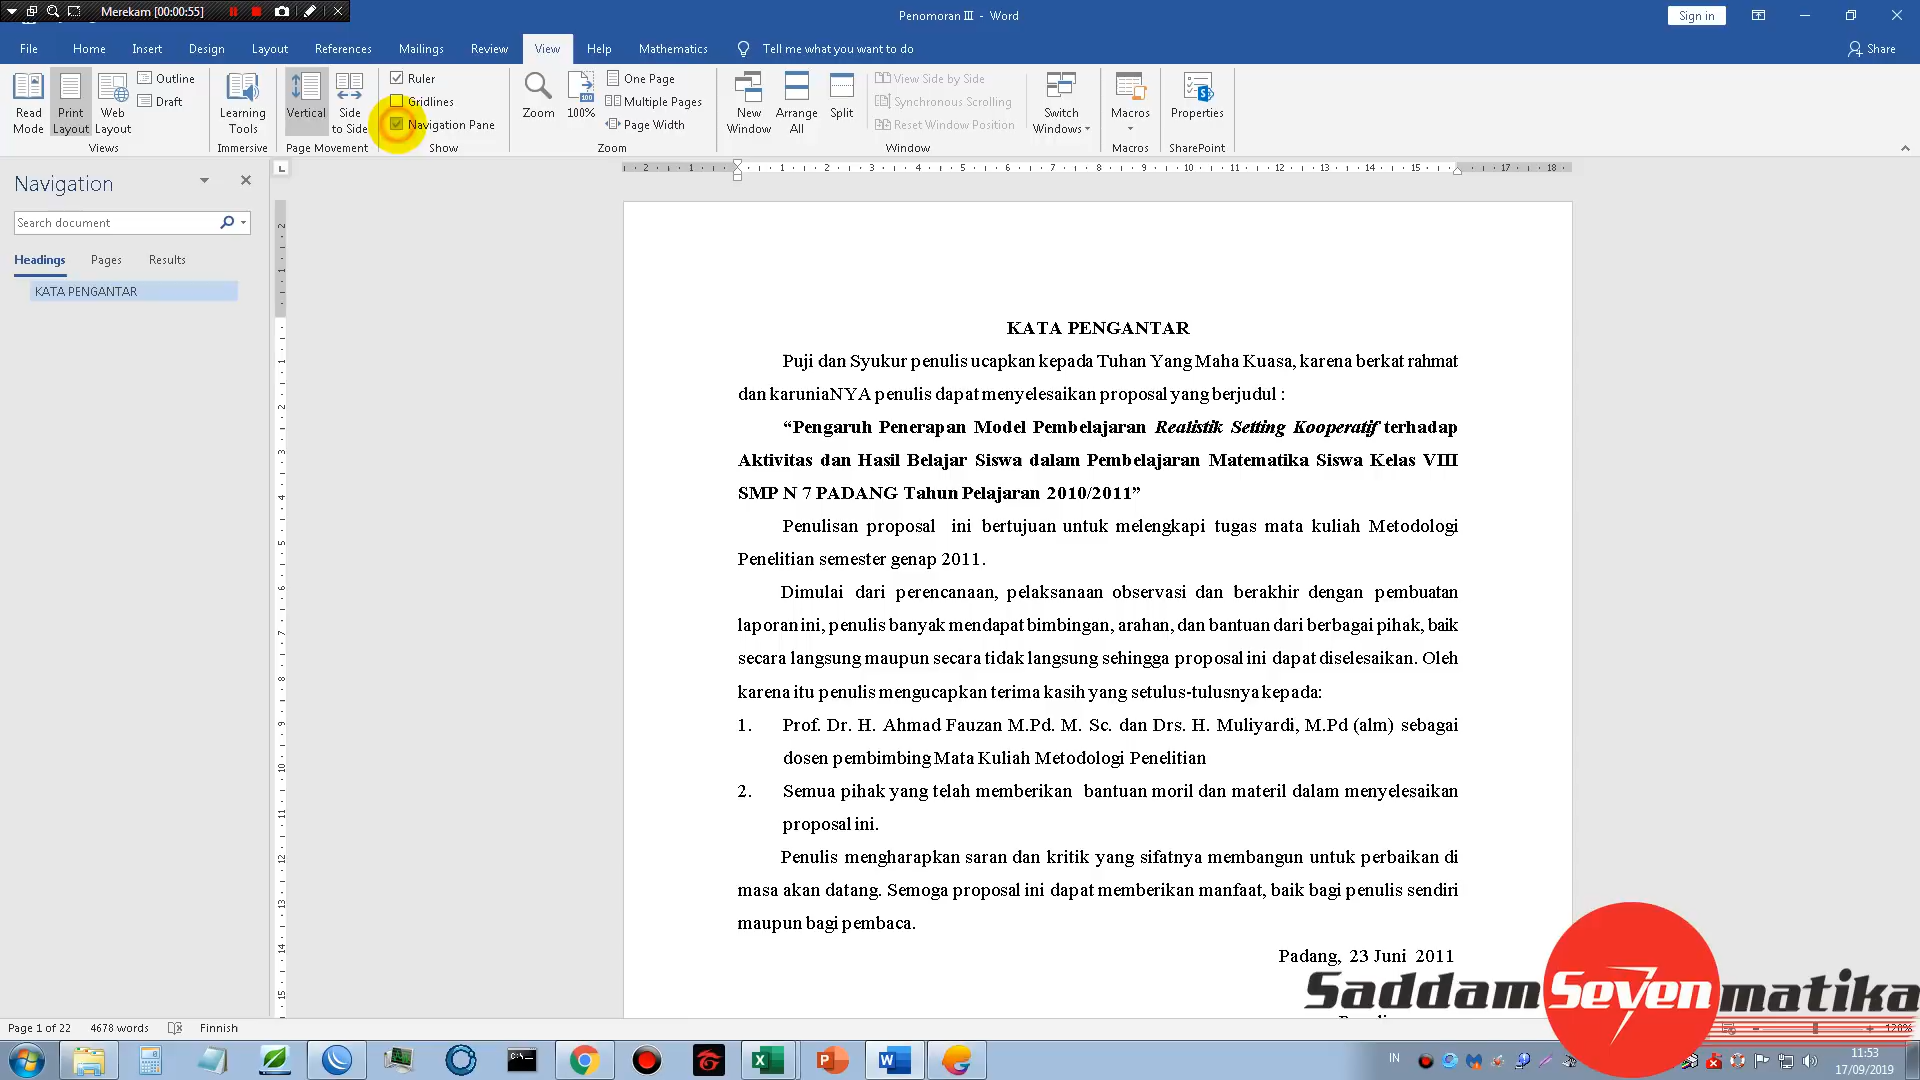 Merekam [00:00:55]
Penomoran III - Word
Sign in
File Home Insert Design Layout References Mailings Review View Help Mathematics Tell me what you want to do
Share
Read Mode
Print Layout
Web Layout
Outline
Draft
Views
Learning Tools
Immersive
Vertical
Side to Side
Page Movement
Ruler
Gridlines
Navigation Pane
Show
Zoom
100%
One Page
Multiple Pages
Page Width
Zoom
New Window
Arrange All
Split
View Side by Side
Synchronous Scrolling
Reset Window Position
Window
Switch Windows
Macros
Macros
Properties
SharePoint
Navigation
Search document
Headings Pages Results
KATA PENGANTAR
KATA PENGANTAR
Puji dan Syukur penulis ucapkan kepada Tuhan Yang Maha Kuasa, karena berkat rahmat
dan karuniaNYA penulis dapat menyelesaikan proposal yang berjudul :
“Pengaruh Penerapan Model Pembelajaran Realistik Setting Kooperatif terhadap
Aktivitas dan Hasil Belajar Siswa dalam Pembelajaran Matematika Siswa Kelas VIII
SMP N 7 PADANG Tahun Pelajaran 2010/2011”
Penulisan proposal ini bertujuan untuk melengkapi tugas mata kuliah Metodologi
Penelitian semester genap 2011.
Dimulai dari perencanaan, pelaksanaan observasi dan berakhir dengan pembuatan
laporan ini, penulis banyak mendapat bimbingan, arahan, dan bantuan dari berbagai pihak, baik
secara langsung maupun secara tidak langsung sehingga proposal ini dapat diselesaikan. Oleh
karena itu penulis mengucapkan terima kasih yang setulus-tulusnya kepada:
1. Prof. Dr. H. Ahmad Fauzan M.Pd. M. Sc. dan Drs. H. Muliyardi, M.Pd (alm) sebagai
dosen pembimbing Mata Kuliah Metodologi Penelitian
2. Semua pihak yang telah memberikan bantuan moril dan materil dalam menyelesaikan
proposal ini.
Penulis mengharapkan saran dan kritik yang sifatnya membangun untuk perbaikan di
masa akan datang. Semoga proposal ini dapat memberikan manfaat, baik bagi penulis sendiri
maupun bagi pembaca.
Padang, 23 Juni 2011
Saddam Seven matika
Page 1 of 22 4678 words Finnish
120%
IN
11:53
17/09/2019